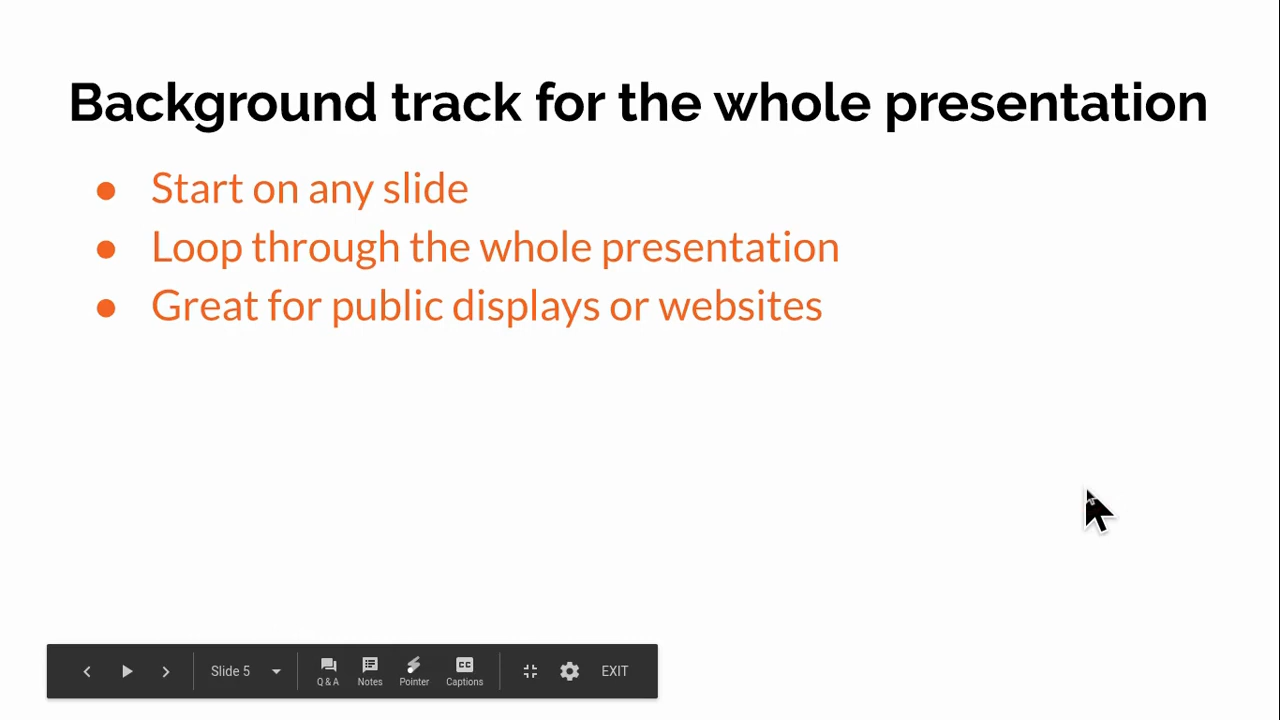 Background track for the whole presentation
● Start on any slide
● Loop through the whole presentation
● Great for public displays or websites
Slide 5
Q & A Notes Pointer Captions
EXIT